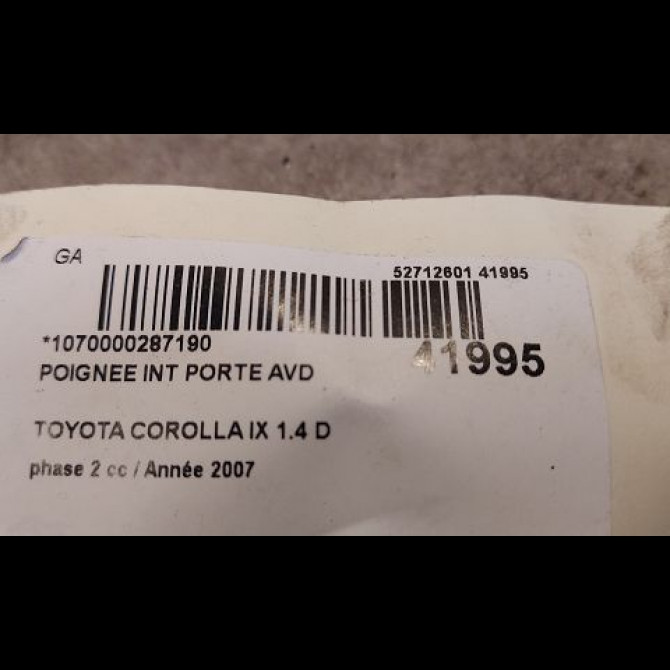 GA
52712601 41995
*1070000287190
41995
POIGNEE INT PORTE AVD
TOYOTA COROLLA IX 1.4 D
phase 2 cc / Année 2007